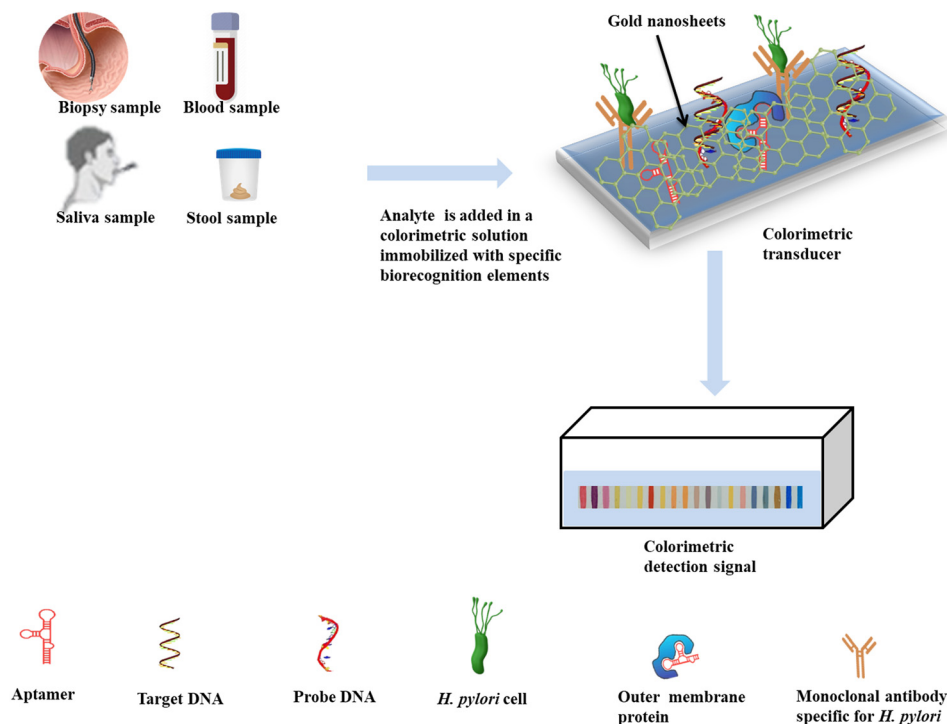 Gold nanosheets
Biopsy sample
Blood sample
Saliva sample
Stool sample
Analyte is added in a
colorimetric solution
immobilized with specific
biorecognition elements
Colorimetric
transducer
Colorimetric
detection signal
Aptamer
Target DNA
Probe DNA
H. pylori cell
Outer membrane
protein
Monoclonal antibody
specific for H. pylori